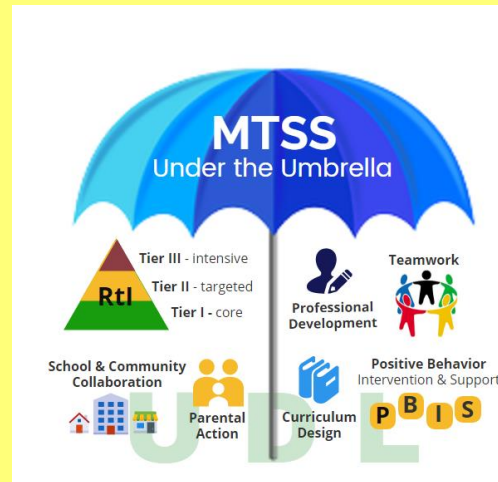 MTSS
Under the Umbrella
RtI
Tier III - intensive
Tier II - targeted
Tier I - core
Professional
Development
Teamwork
School & Community
Collaboration
Parental
Action
Curriculum
Design
Positive Behavior
Intervention & Support
P B I S
UDL